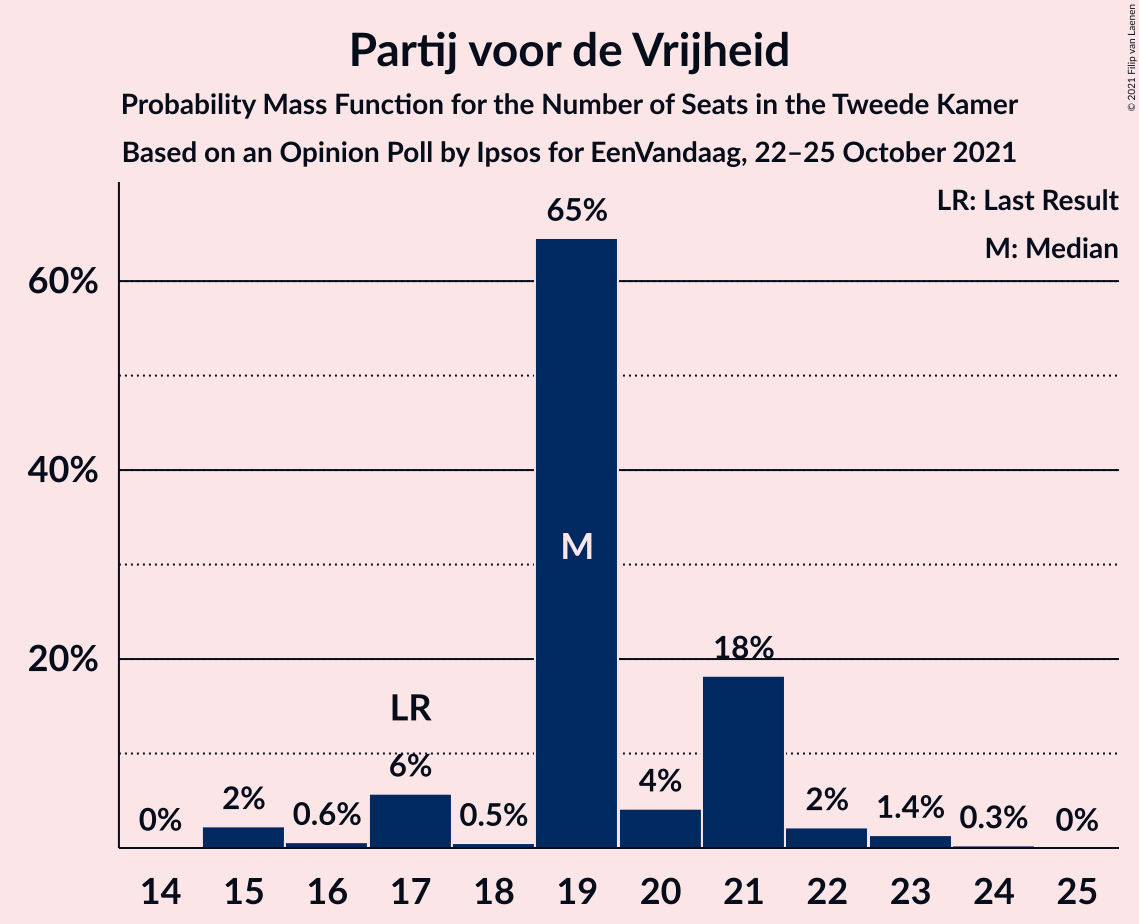 Partij voor de Vrijheid
Probability Mass Function for the Number of Seats in the Tweede Kamer
Based on an Opinion Poll by Ipsos for EenVandaag, 22–25 October 2021
© 2021 Filip van Laenen
LR: Last Result
M: Median
60%
40%
20%
0%
2%
0.6%
LR
6%
0.5%
65%
M
4%
18%
2%
1.4%
0.3%
0%
14 15 16 17 18 19 20 21 22 23 24 25